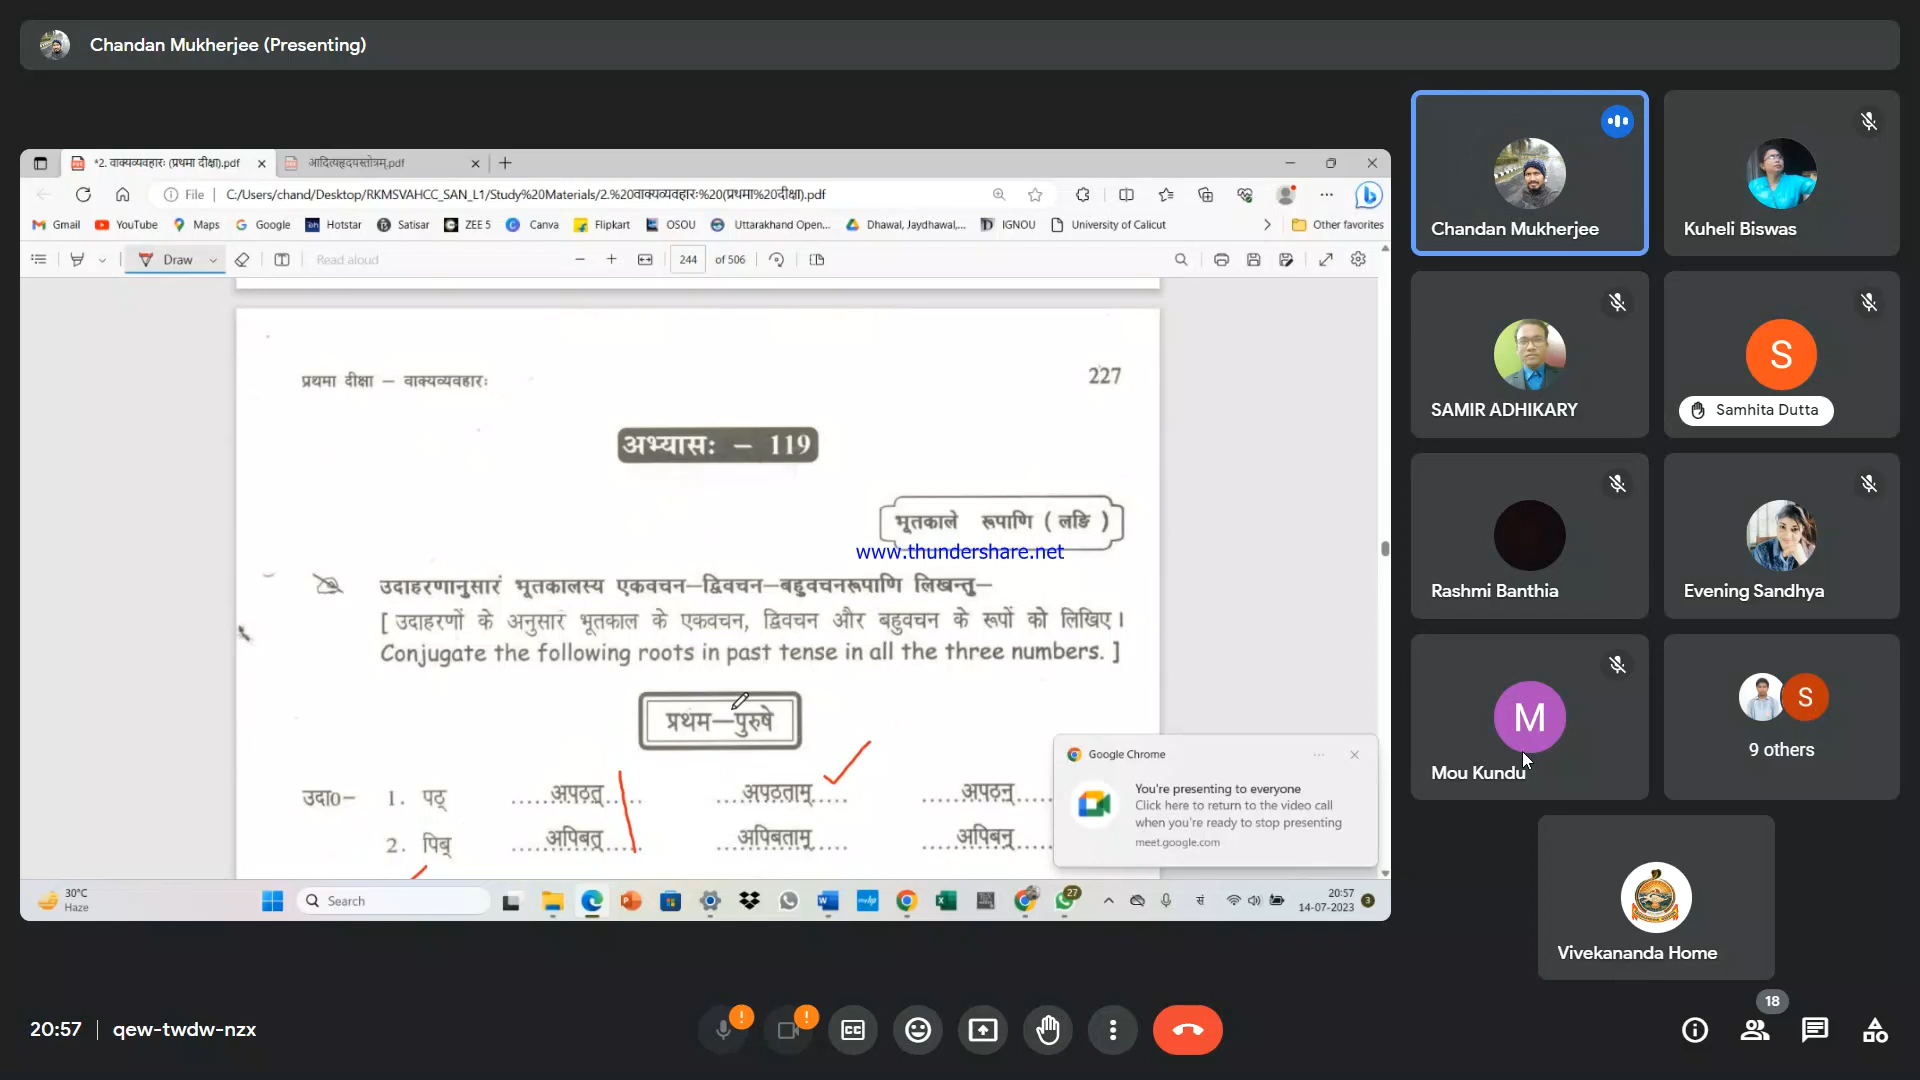 Chandan Mukherjee (Presenting)
*2. वाक्यव्यवहारः (प्रथमा दीक्षा).pdf
आदित्यहृदयस्तोत्रम्.pdf
File
C:/Users/chand/Desktop/RKMSVAHCC_SAN_L1/Study%20Materials/2.%20वाक्यव्यवहारः%20(प्रथमा%20दीक्षा).pdf
Gmail YouTube Maps Google Hotstar Satisar ZEE 5 Canva Flipkart OSOU Uttarakhand Open... Dhawal, Jaydhawal,... IGNOU University of Calicut Other favorites
Draw Read aloud 244 of 506
प्रथमा दीक्षा – वाक्यव्यवहारः
227
अभ्यासः – 119
भूतकाले रूपाणि ( लङि )
www.thundershare.net
उदाहरणानुसारं भूतकालस्य एकवचन–द्विवचन–बहुवचनरूपाणि लिखन्तु–
[ उदाहरणों के अनुसार भूतकाल के एकवचन, द्विवचन और बहुवचन के रूपों को लिखिए।
Conjugate the following roots in past tense in all the three numbers. ]
प्रथम–पुरुषे
उदा०– 1. पठ् ......अपठत्...... ......अपठताम्...... ......अपठन्......
2. पिब् ......अपिबत्...... ......अपिबताम्...... ......अपिबन्......
Google Chrome
You're presenting to everyone
Click here to return to the video call
when you're ready to stop presenting
meet.google.com
30°C
Haze
Search
27
सं
20:57
14-07-2023
3
Chandan Mukherjee
Kuheli Biswas
SAMIR ADHIKARY
S
Samhita Dutta
Rashmi Banthia
Evening Sandhya
M
Mou Kundu
S
9 others
Vivekananda Home
20:57 | qew-twdw-nzx
18